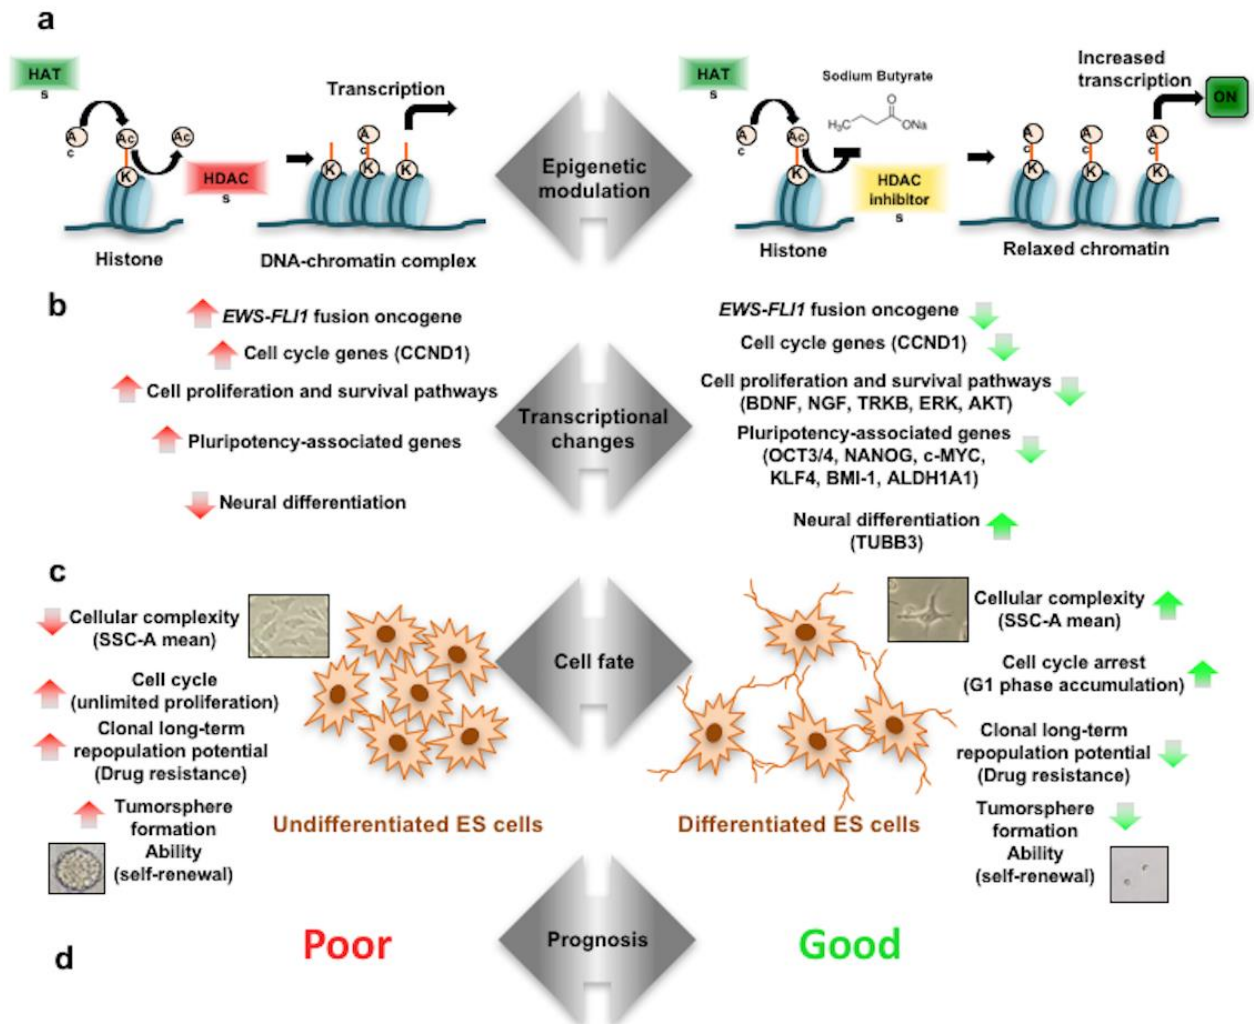 a
HAT
s
A
c
Ac
Ac
K
HDAC
s
Histone
Transcription
A
c
K
K
K
DNA-chromatin complex
Epigenetic
modulation
HAT
s
A
c
Ac
K
Sodium Butyrate
O
H₃C
ONa
HDAC
inhibitor
s
Histone
Increased
transcription
ON
A
c
A
c
A
c
K
K
K
Relaxed chromatin
b
EWS-FLI1 fusion oncogene
Cell cycle genes (CCND1)
Cell proliferation and survival pathways
Pluripotency-associated genes
Neural differentiation
Transcriptional
changes
EWS-FLI1 fusion oncogene
Cell cycle genes (CCND1)
Cell proliferation and survival pathways
(BDNF, NGF, TRKB, ERK, AKT)
Pluripotency-associated genes
(OCT3/4, NANOG, c-MYC,
KLF4, BMI-1, ALDH1A1)
Neural differentiation
(TUBB3)
c
Cellular complexity
(SSC-A mean)
Cell cycle
(unlimited proliferation)
Clonal long-term
repopulation potential
(Drug resistance)
Tumorsphere
formation
Ability
(self-renewal)
Undifferentiated ES cells
Cell fate
Differentiated ES cells
Cellular complexity
(SSC-A mean)
Cell cycle arrest
(G1 phase accumulation)
Clonal long-term
repopulation potential
(Drug resistance)
Tumorsphere
formation
Ability
(self-renewal)
d
Poor
Prognosis
Good